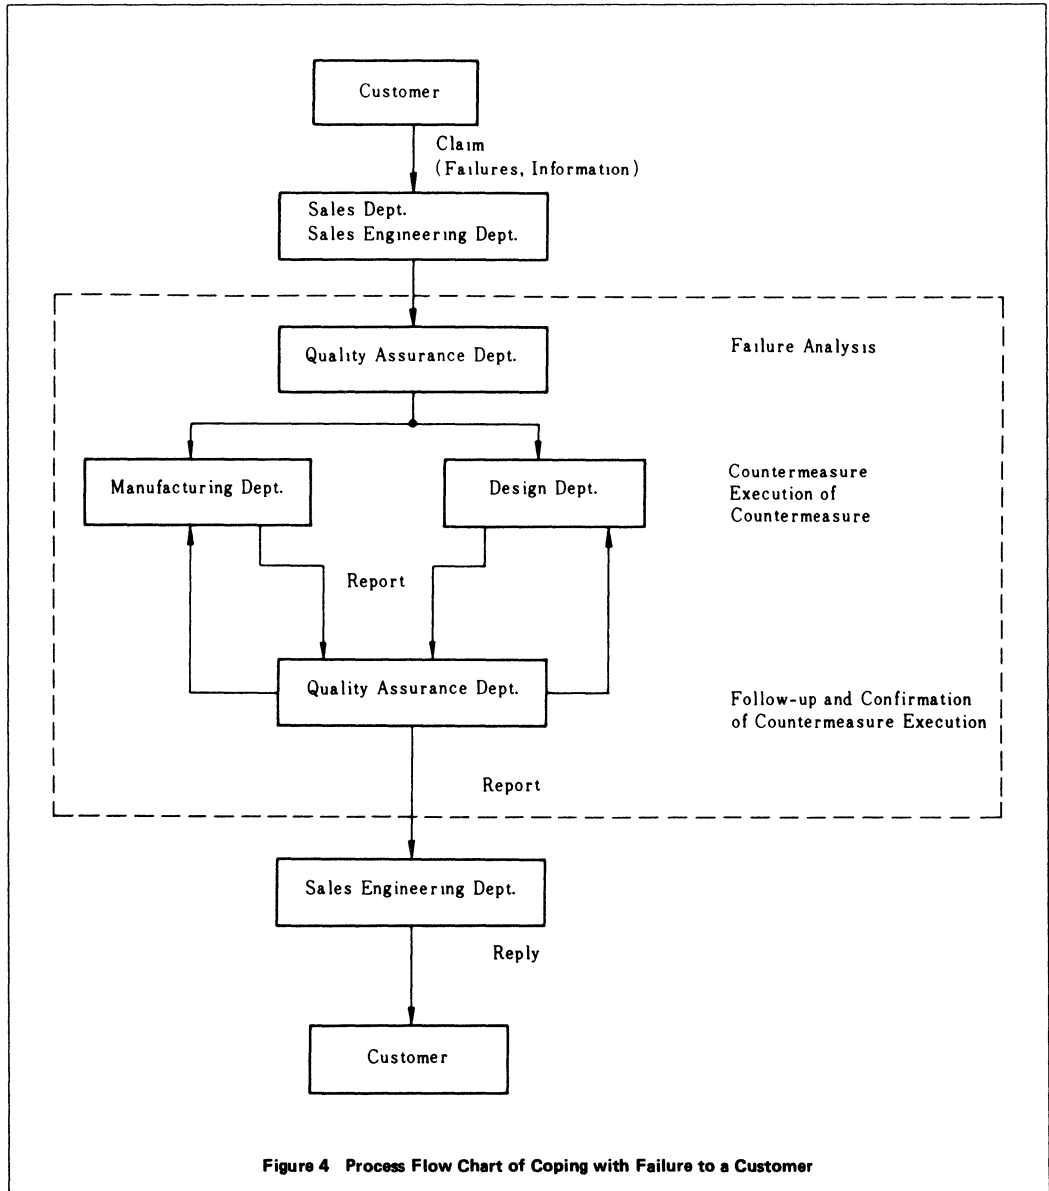 Customer
Claim
(Failures, Information)
Sales Dept.
Sales Engineering Dept.
Quality Assurance Dept.
Failure Analysis
Manufacturing Dept.
Design Dept.
Countermeasure
Execution of
Countermeasure
Report
Quality Assurance Dept.
Follow-up and Confirmation
of Countermeasure Execution
Report
Sales Engineering Dept.
Reply
Customer
Figure 4 Process Flow Chart of Coping with Failure to a Customer